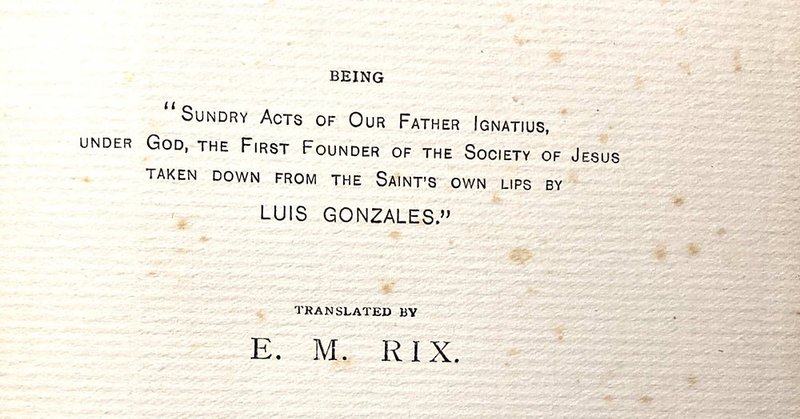 BEING
“Sundry Acts of Our Father Ignatius,
under God, the First Founder of the Society of Jesus
taken down from the Saint's own lips by
LUIS GONZALES.”
TRANSLATED BY
E. M. RIX.